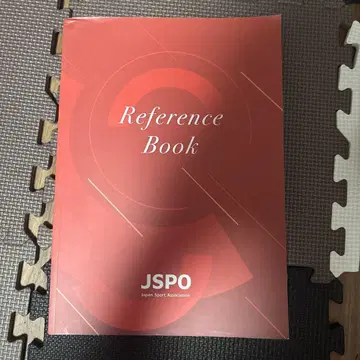 Reference
Book
JSPO
Japan Sport Association